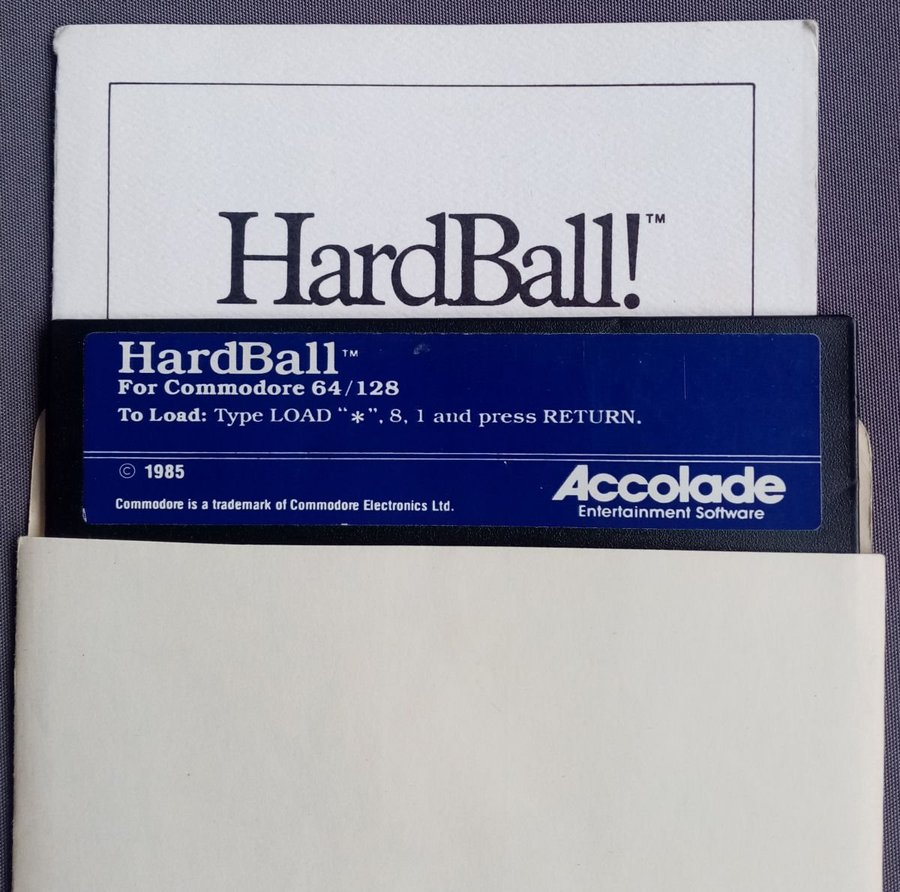 HardBall!™
HardBall™
For Commodore 64/128
To Load: Type LOAD “*”, 8, 1 and press RETURN.
© 1985
Accolade
Entertainment Software
Commodore is a trademark of Commodore Electronics Ltd.